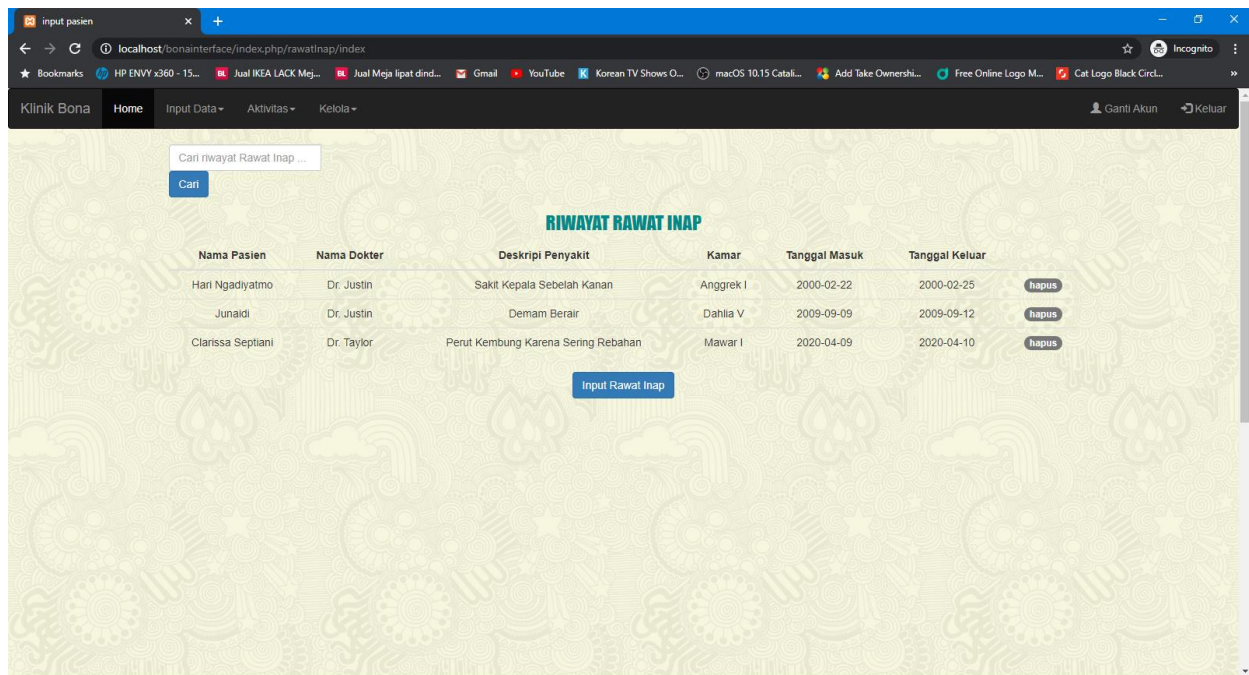 input pasien
localhost/bonainterface/index.php/rawatInap/index
Incognito
Bookmarks HP ENVY x360 - 15... BL Jual IKEA LACK Mej... BL Jual Meja lipat dind... Gmail YouTube K Korean TV Shows O... macOS 10.15 Catali... Add Take Ownershi... Free Online Logo M... Cat Logo Black Circl... »
Klinik Bona Home Input Data Aktivitas Kelola Ganti Akun Keluar
Cari riwayat Rawat Inap ...
Cari
RIWAYAT RAWAT INAP
Nama Pasien Nama Dokter Deskripi Penyakit Kamar Tanggal Masuk Tanggal Keluar
Hari Ngadiyatmo Dr. Justin Sakit Kepala Sebelah Kanan Anggrek I 2000-02-22 2000-02-25 hapus
Junaidi Dr. Justin Demam Berair Dahlia V 2009-09-09 2009-09-12 hapus
Clarissa Septiani Dr. Taylor Perut Kembung Karena Sering Rebahan Mawar I 2020-04-09 2020-04-10 hapus
Input Rawat Inap